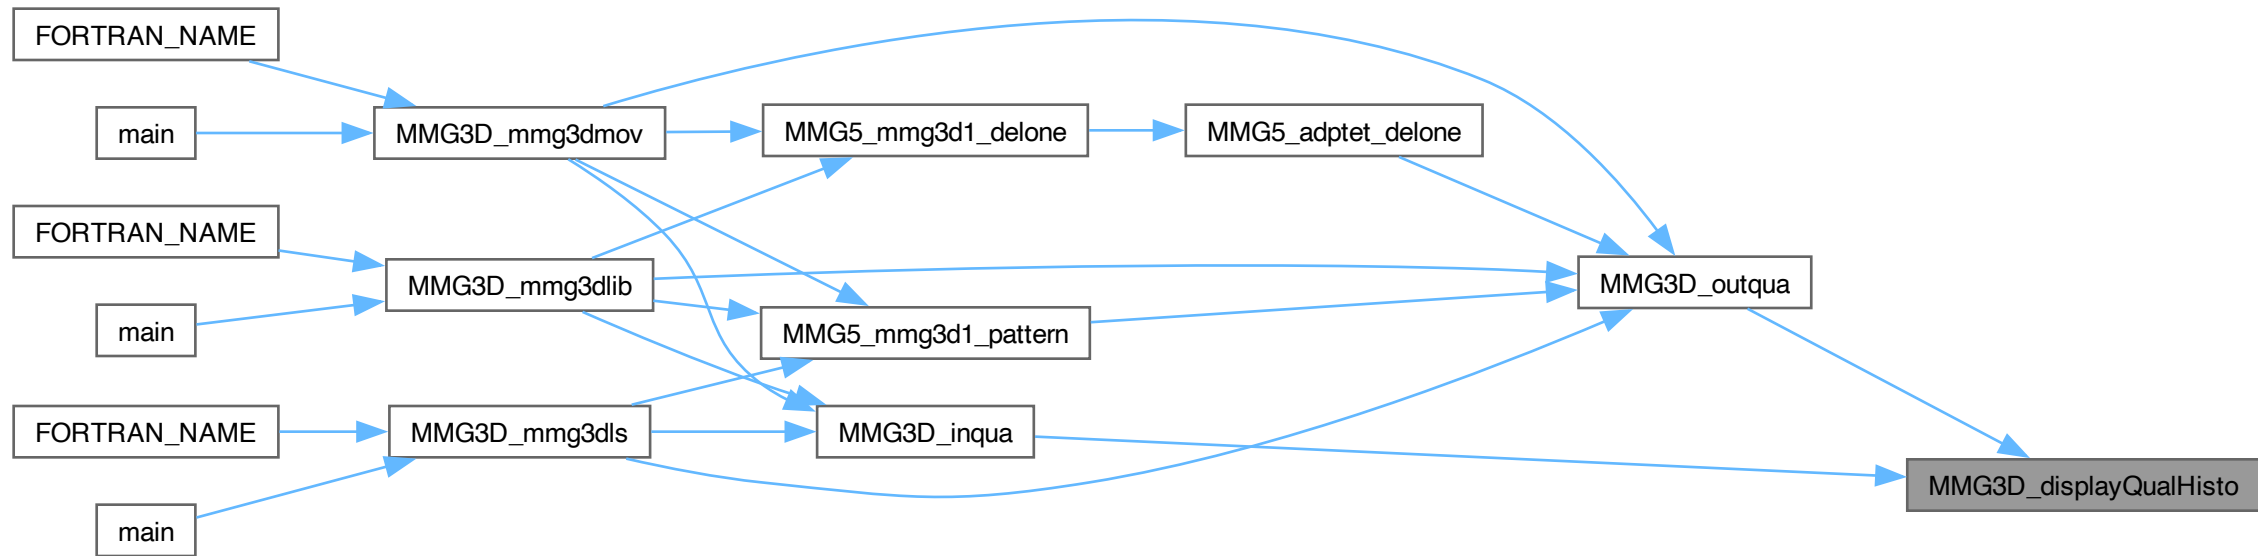 FORTRAN_NAME
main
MMG3D_mmg3dmov
MMG5_mmg3d1_delone
MMG5_adptet_delone
FORTRAN_NAME
main
MMG3D_mmg3dlib
MMG5_mmg3d1_pattern
MMG3D_outqua
FORTRAN_NAME
main
MMG3D_mmg3dls
MMG3D_inqua
MMG3D_displayQualHisto